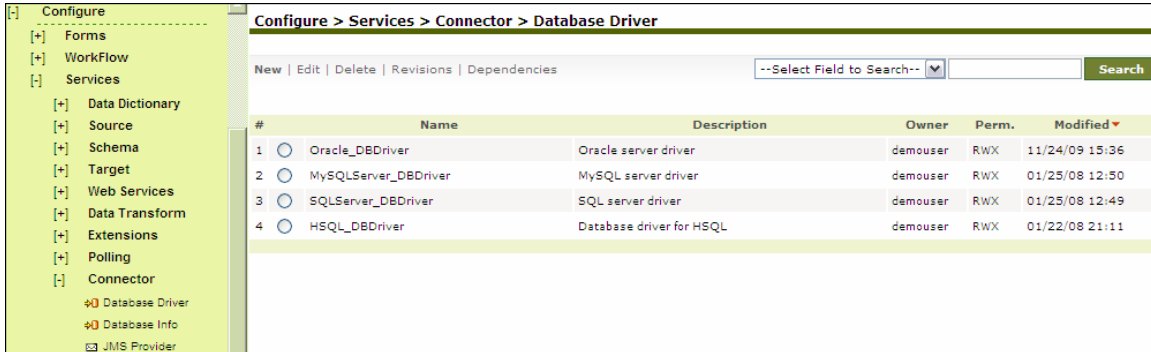 [-] Configure
[+] Forms
[+] WorkFlow
[-] Services
[+] Data Dictionary
[+] Source
[+] Schema
[+] Target
[+] Web Services
[+] Data Transform
[+] Extensions
[+] Polling
[-] Connector
Database Driver
Database Info
JMS Provider
Configure > Services > Connector > Database Driver
New | Edit | Delete | Revisions | Dependencies --Select Field to Search-- Search
# Name Description Owner Perm. Modified
1 Oracle_DBDriver Oracle server driver demouser RWX 11/24/09 15:36
2 MySQLServer_DBDriver MySQL server driver demouser RWX 01/25/08 12:50
3 SQLServer_DBDriver SQL server driver demouser RWX 01/25/08 12:49
4 HSQL_DBDriver Database driver for HSQL demouser RWX 01/22/08 21:11